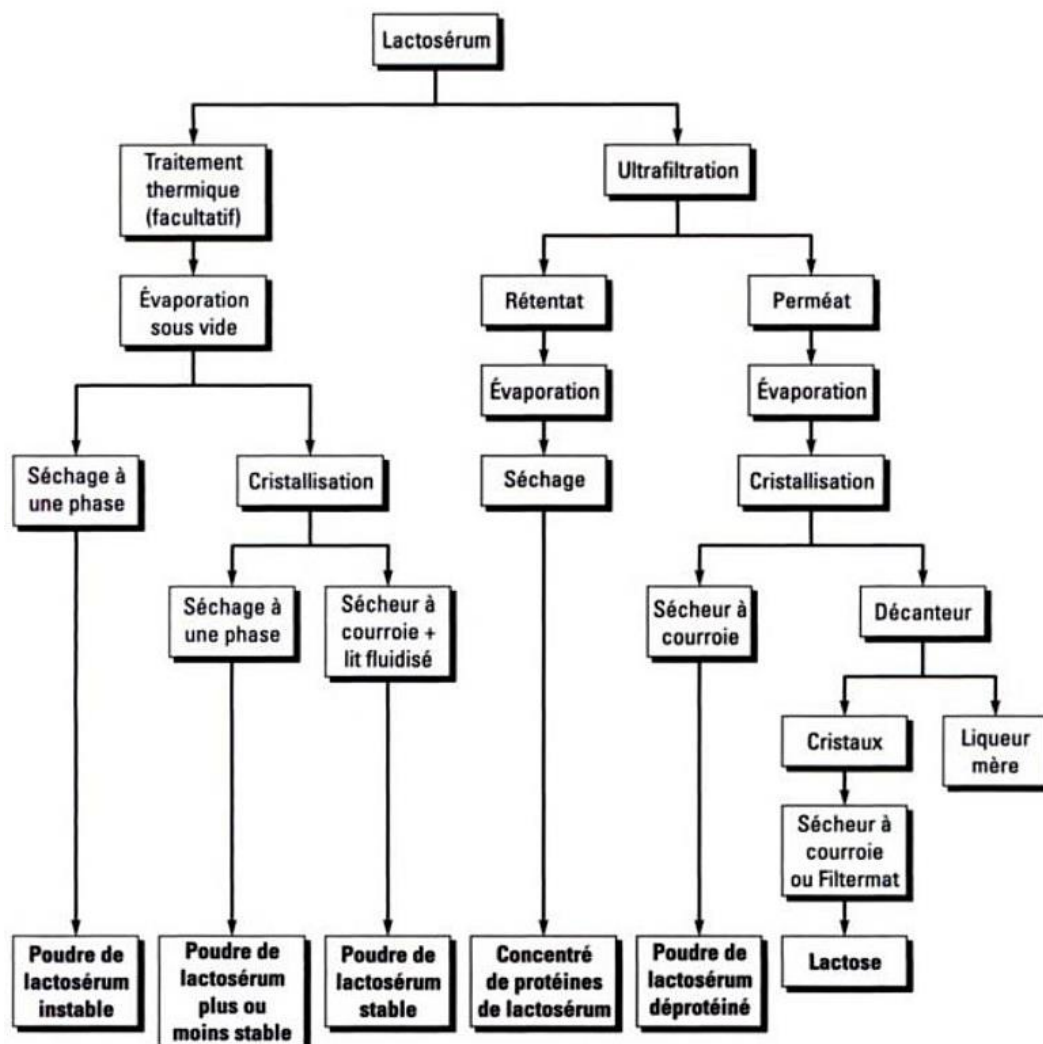 Lactosérum
Traitement
thermique
(facultatif)
Ultrafiltration
Évaporation
sous vide
Rétentat
Perméat
Évaporation
Évaporation
Séchage à
une phase
Cristallisation
Séchage
Cristallisation
Séchage à
une phase
Sécheur à
courroie +
lit fluidisé
Sécheur à
courroie
Décanteur
Cristaux
Liqueur
mère
Sécheur à
courroie
ou Filtermat
Poudre de
lactosérum
instable
Poudre de
lactosérum
plus ou
moins stable
Poudre de
lactosérum
stable
Concentré
de protéines
de lactosérum
Poudre de
lactosérum
déprotéiné
Lactose